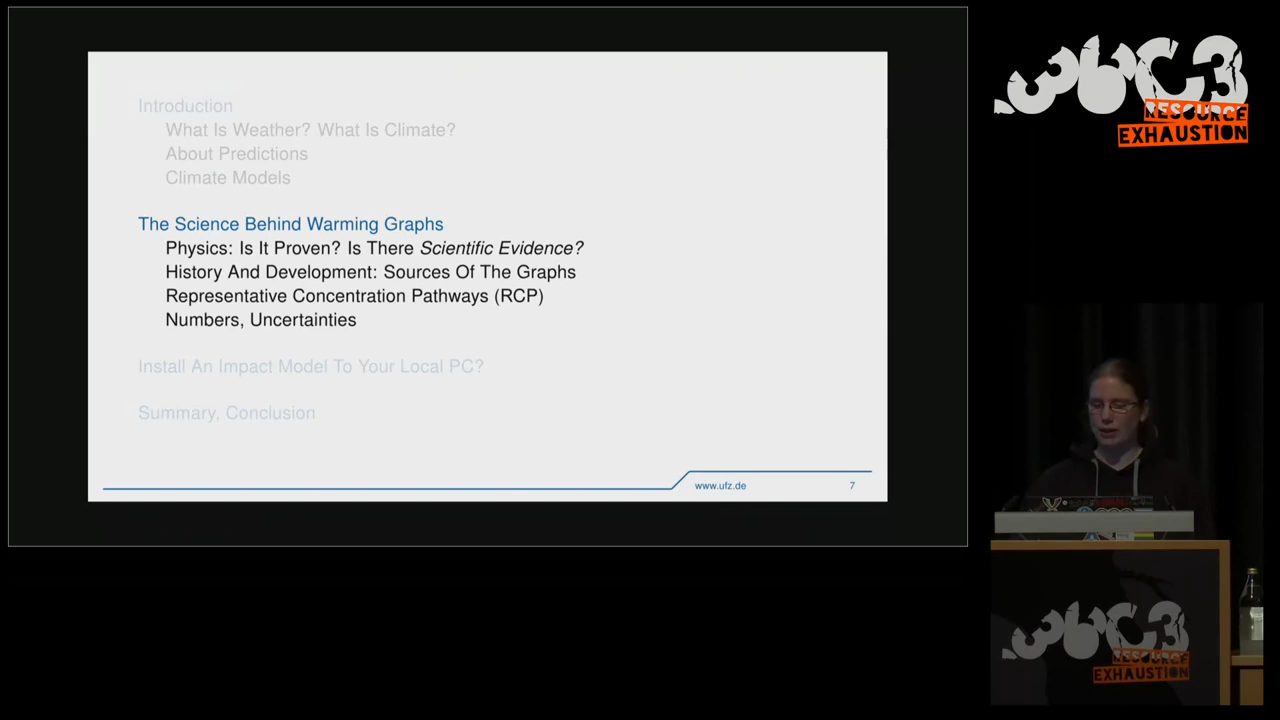 Introduction
What Is Weather? What Is Climate?
About Predictions
Climate Models
The Science Behind Warming Graphs
Physics: Is It Proven? Is There Scientific Evidence?
History And Development: Sources Of The Graphs
Representative Concentration Pathways (RCP)
Numbers, Uncertainties
Install An Impact Model To Your Local PC?
Summary. Conclusion
www.ufz.de 7
36C3
RESOURCE
EXHAUSTION
36C3
RESOURCE
EXHAUSTION